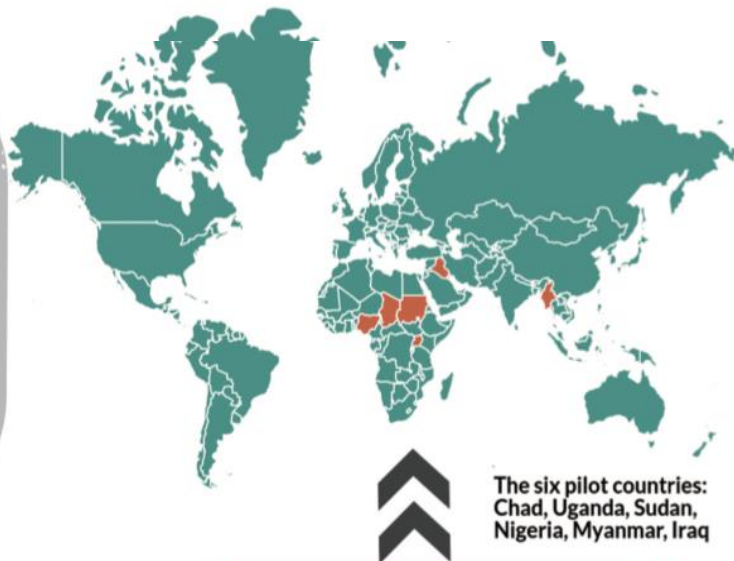 The six pilot countries:
Chad, Uganda, Sudan,
Nigeria, Myanmar, Iraq